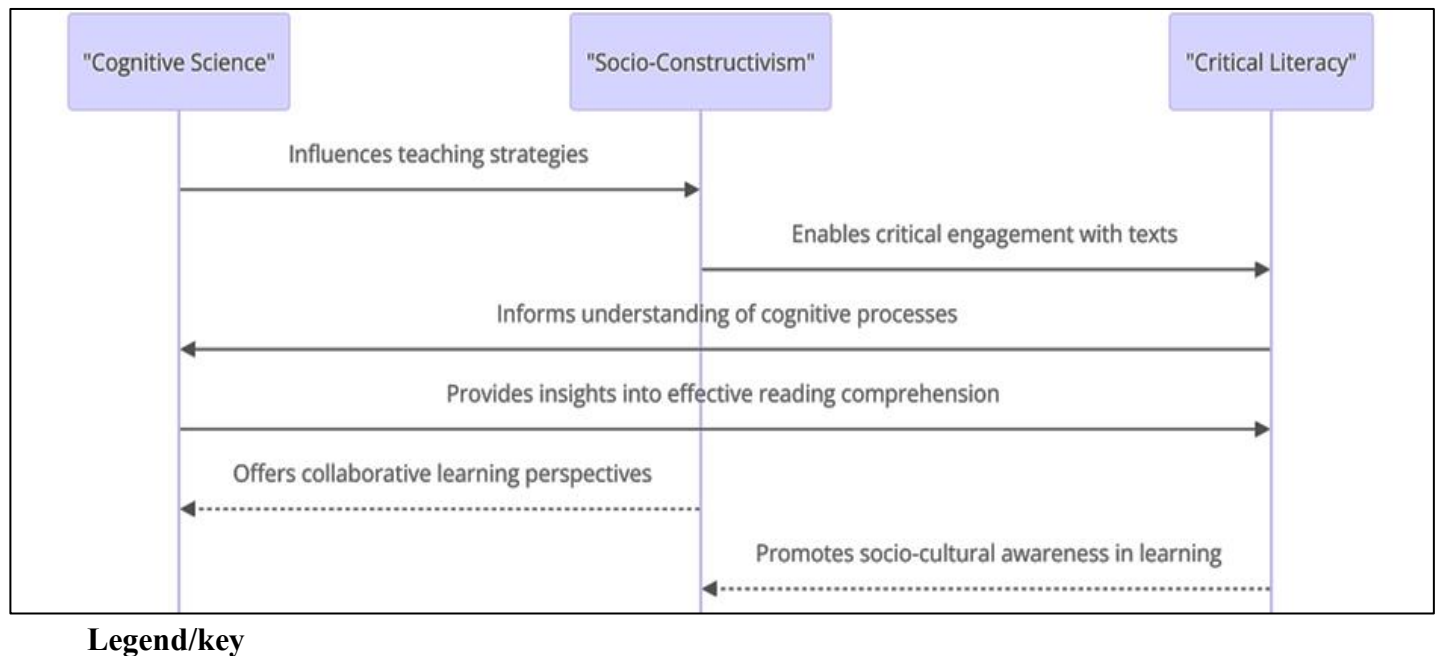 "Cognitive Science"
"Socio-Constructivism"
"Critical Literacy"
Influences teaching strategies
Enables critical engagement with texts
Informs understanding of cognitive processes
Provides insights into effective reading comprehension
Offers collaborative learning perspectives
Promotes socio-cultural awareness in learning
Legend/key